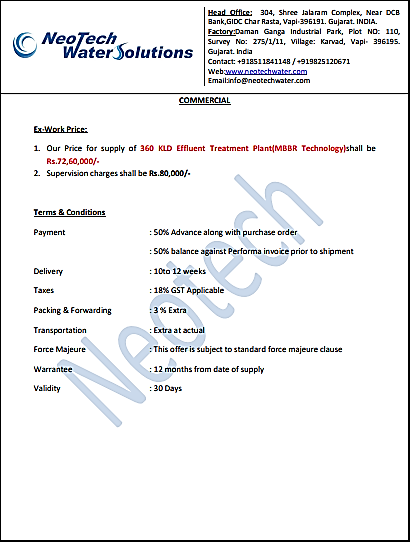 NeoTech
Water Solutions
Head Office: 304, Shree Jalaram Complex, Near DCB
Bank,GIDC Char Rasta, Vapi-396191. Gujarat. INDIA.
Factory:Daman Ganga Industrial Park, Plot NO: 110,
Survey No: 275/1/11, Village: Karvad, Vapi- 396195.
Gujarat. India
Contact: +918511841148 / +919825120671
Web:www.neotechwater.com
Email:info@neotechwater.com
COMMERCIAL
Ex-Work Price:
1. Our Price for supply of 360 KLD Effluent Treatment Plant(MBBR Technology)shall be
Rs.72,60,000/-
2. Supervision charges shall be Rs.80,000/-
Terms & Conditions
Payment : 50% Advance along with purchase order
: 50% balance against Performa invoice prior to shipment
Delivery : 10to 12 weeks
Taxes : 18% GST Applicable
Packing & Forwarding : 3 % Extra
Transportation : Extra at actual
Force Majeure : This offer is subject to standard force majeure clause
Warrantee : 12 months from date of supply
Validity : 30 Days
Neotech